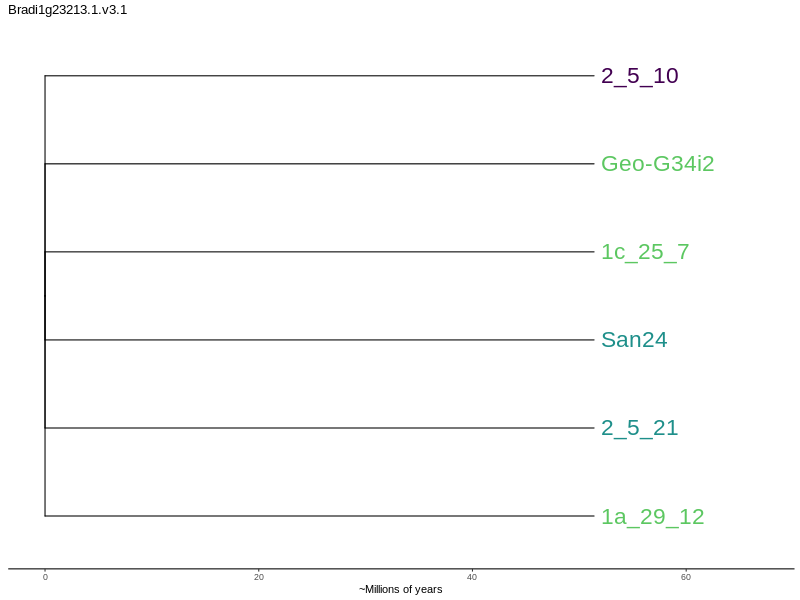 Bradi1g23213.1.v3.1
2_5_10
Geo-G34i2
1c_25_7
San24
2_5_21
1a_29_12
0 20 40 60
~Millions of years